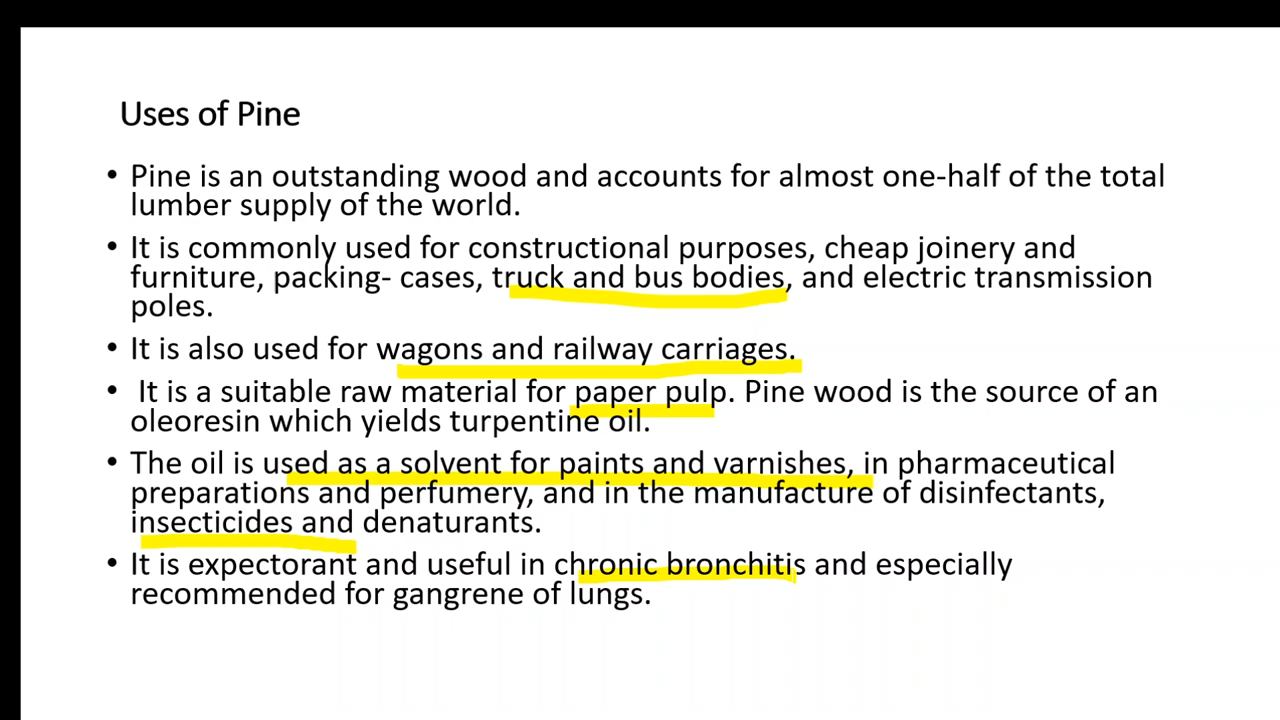 Uses of Pine
• Pine is an outstanding wood and accounts for almost one-half of the total
lumber supply of the world.
• It is commonly used for constructional purposes, cheap joinery and
furniture, packing- cases, truck and bus bodies, and electric transmission
poles.
• It is also used for wagons and railway carriages.
• It is a suitable raw material for paper pulp. Pine wood is the source of an
oleoresin which yields turpentine oil.
• The oil is used as a solvent for paints and varnishes, in pharmaceutical
preparations and perfumery, and in the manufacture of disinfectants,
insecticides and denaturants.
• It is expectorant and useful in chronic bronchitis and especially
recommended for gangrene of lungs.